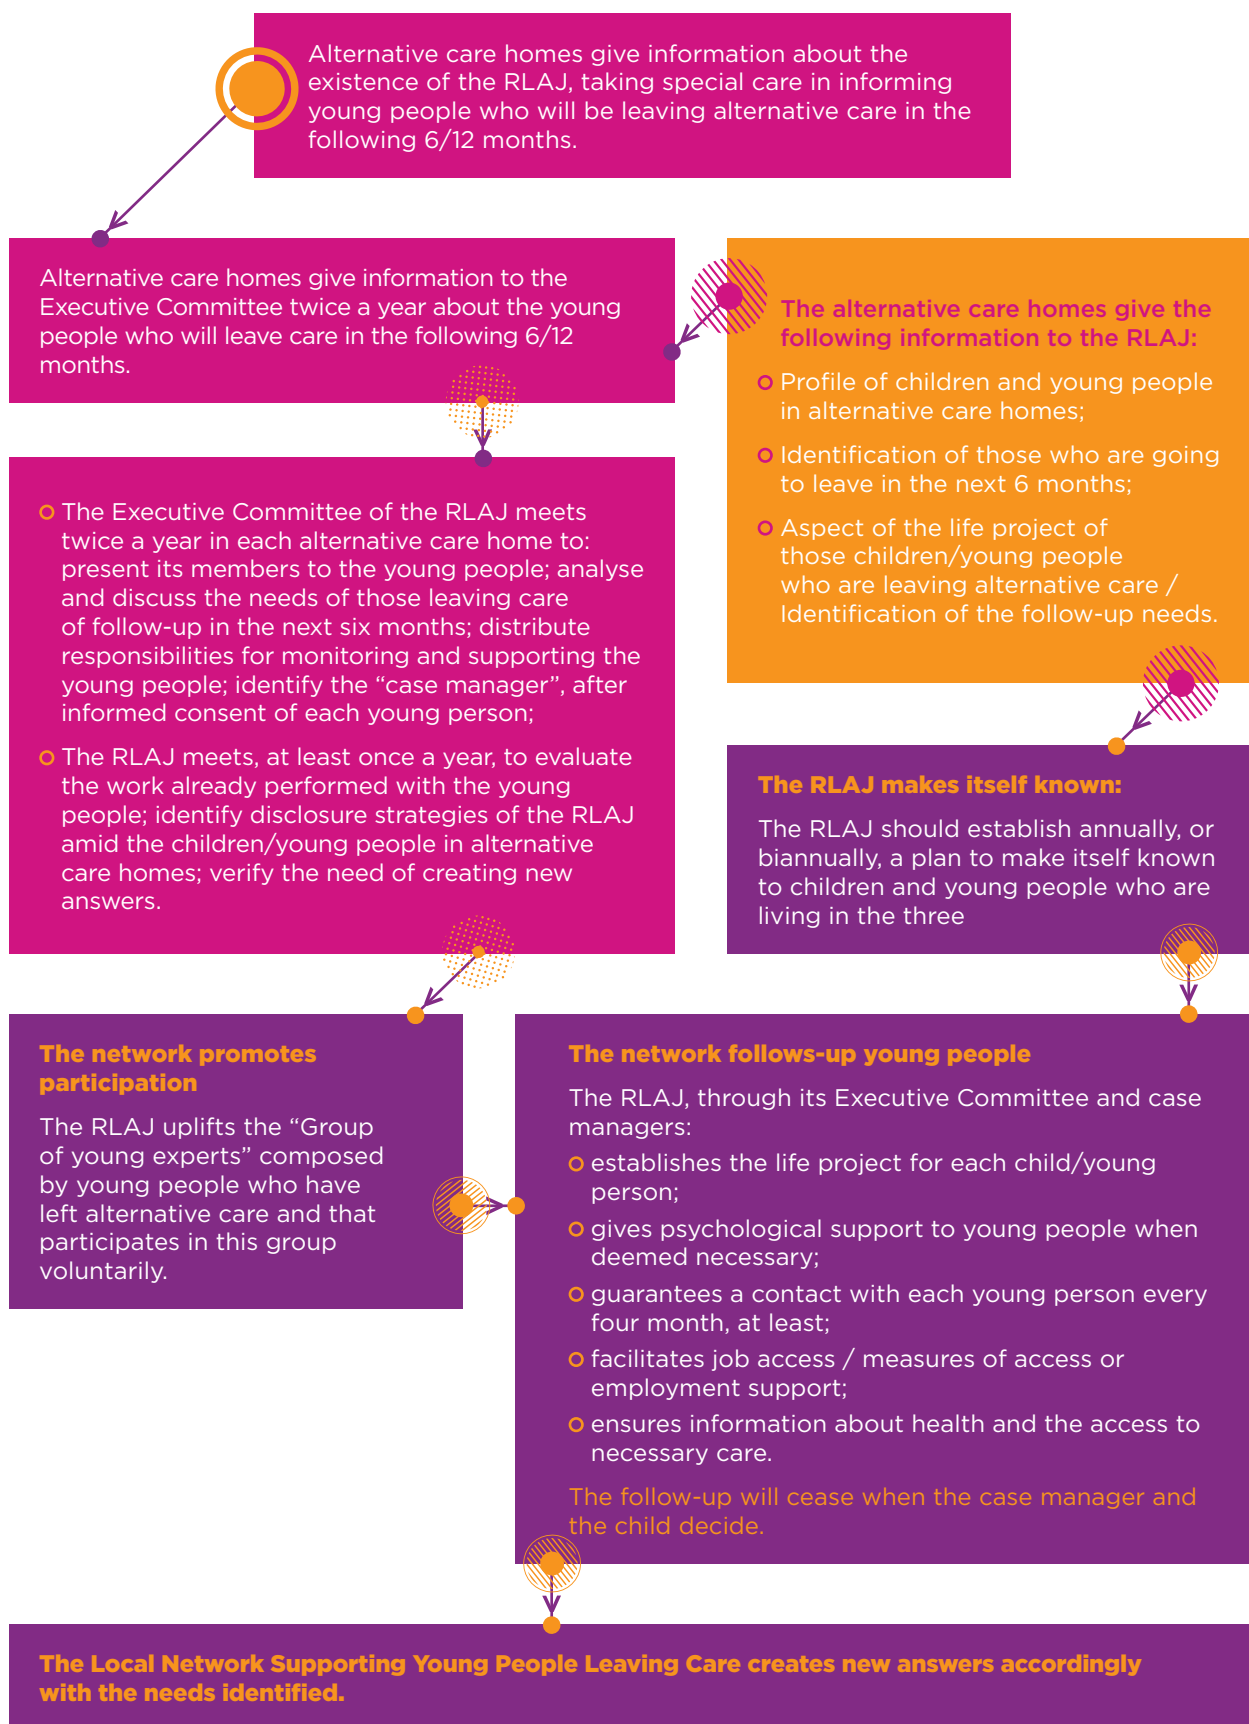 Alternative care homes give information about the
existence of the RLAJ, taking special care in informing
young people who will be leaving alternative care in the
following 6/12 months.
Alternative care homes give information to the
Executive Committee twice a year about the young
people who will leave care in the following 6/12
months.
The alternative care homes give the
following information to the RLAJ:
Profile of children and young people
in alternative care homes;
Identification of those who are going
to leave in the next 6 months;
Aspect of the life project of
those children/young people
who are leaving alternative care /
Identification of the follow-up needs.
The Executive Committee of the RLAJ meets
twice a year in each alternative care home to:
present its members to the young people; analyse
and discuss the needs of those leaving care
of follow-up in the next six months; distribute
responsibilities for monitoring and supporting the
young people; identify the “case manager”, after
informed consent of each young person;
The RLAJ meets, at least once a year, to evaluate
the work already performed with the young
people; identify disclosure strategies of the RLAJ
amid the children/young people in alternative
care homes; verify the need of creating new
answers.
The RLAJ makes itself known:
The RLAJ should establish annually, or
biannually, a plan to make itself known
to children and young people who are
living in the three
The network promotes
participation
The RLAJ uplifts the “Group
of young experts” composed
by young people who have
left alternative care and that
participates in this group
voluntarily.
The network follows-up young people
The RLAJ, through its Executive Committee and case
managers:
establishes the life project for each child/young
person;
gives psychological support to young people when
deemed necessary;
guarantees a contact with each young person every
four month, at least;
facilitates job access / measures of access or
employment support;
ensures information about health and the access to
necessary care.
The follow-up will cease when the case manager and
the child decide.
The Local Network Supporting Young People Leaving Care creates new answers accordingly
with the needs identified.